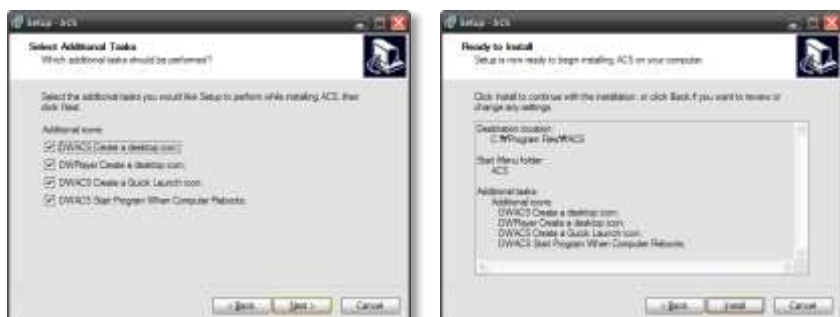 Setup - ACS
Select Additional Tasks
Which additional tasks should be performed?
Select the additional tasks you would like Setup to perform while installing ACS, then
click Next.
Additional icons:
DWACS Create a desktop icon:
DWPlayer Create a desktop icon:
DWACS Create a Quick Launch icon:
DWACS Start Program When Computer Reboots:
< Back
Next >
Cancel
Setup - ACS
Ready to Install
Setup is now ready to begin installing ACS on your computer.
Click Install to continue with the installation, or click Back if you want to review or
change any settings.
Destination location:
C:₩Program Files₩ACS
Start Menu folder:
ACS
Additional tasks:
Additional icons:
DWACS Create a desktop icon:
DWPlayer Create a desktop icon:
DWACS Create a Quick Launch icon:
DWACS Start Program When Computer Reboots:
< Back
Install
Cancel